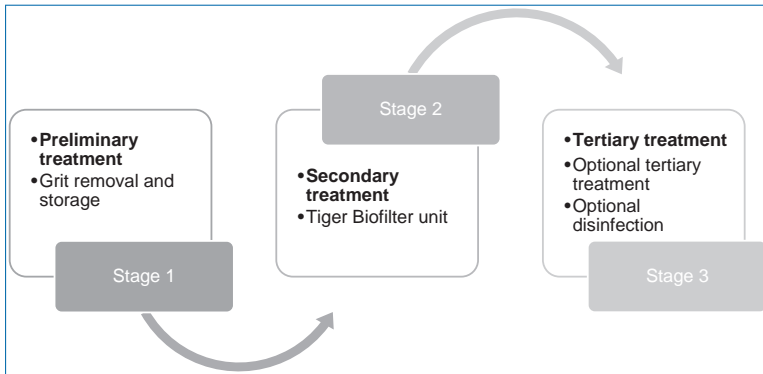 •Preliminary
treatment
•Grit removal and
storage
Stage 1
Stage 2
•Secondary
treatment
•Tiger Biofilter unit
•Tertiary treatment
•Optional tertiary
treatment
•Optional
disinfection
Stage 3